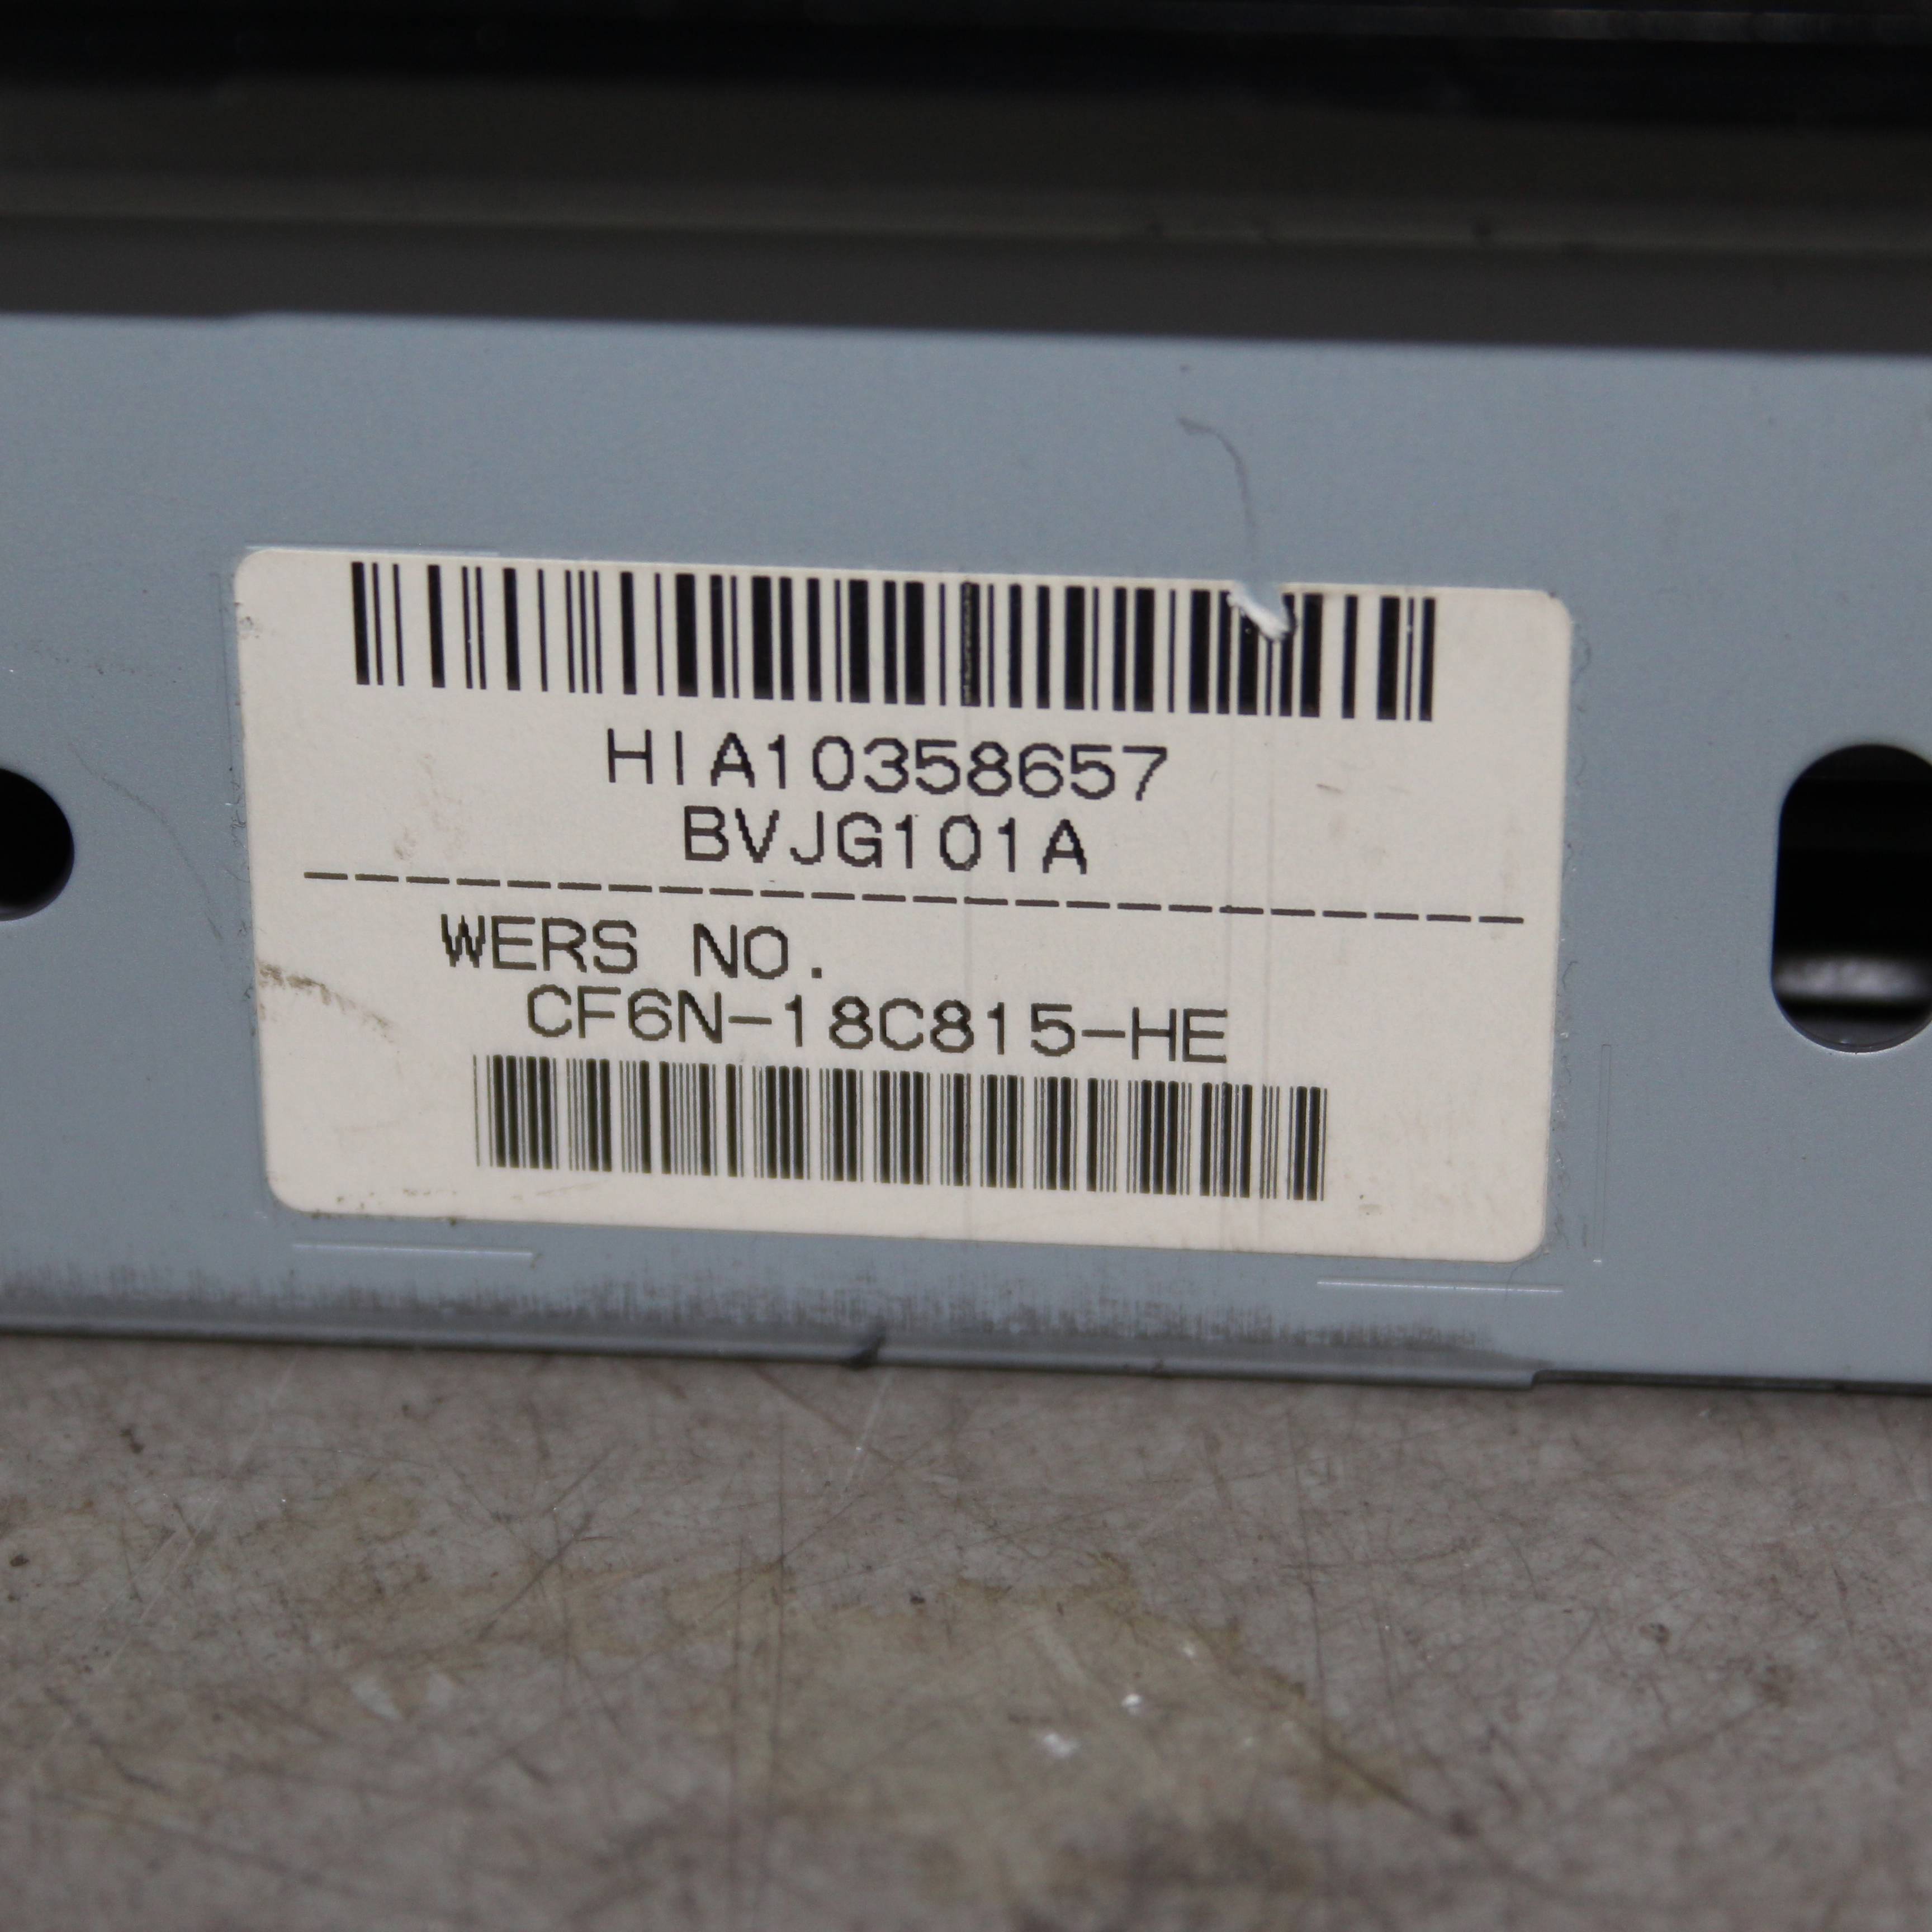 HIA10358657
BVJG101A
WERS NO.
CF6N-18C815-HE